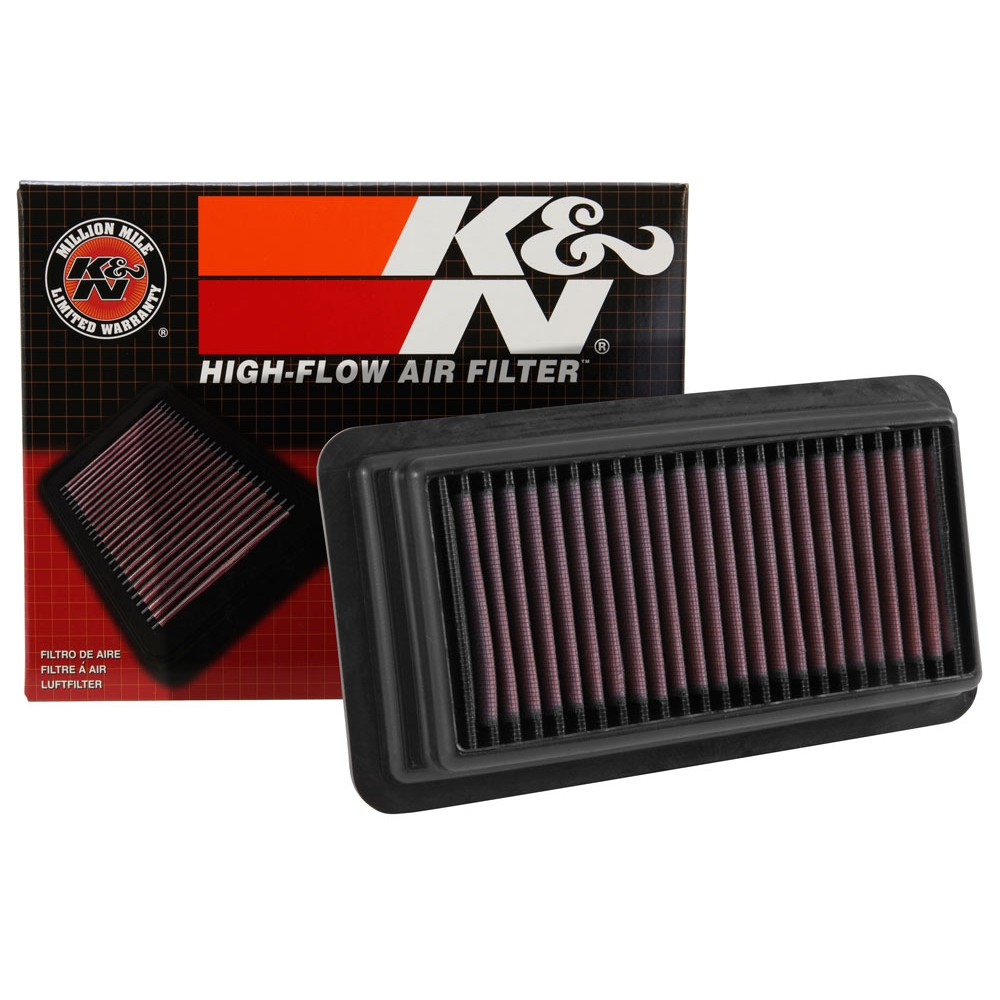 MILLION MILE
K&N
LIMITED WARRANTY
®
K&N®
HIGH-FLOW AIR FILTER™
FILTRO DE AIRE
FILTRE Á AIR
LUFTFILTER